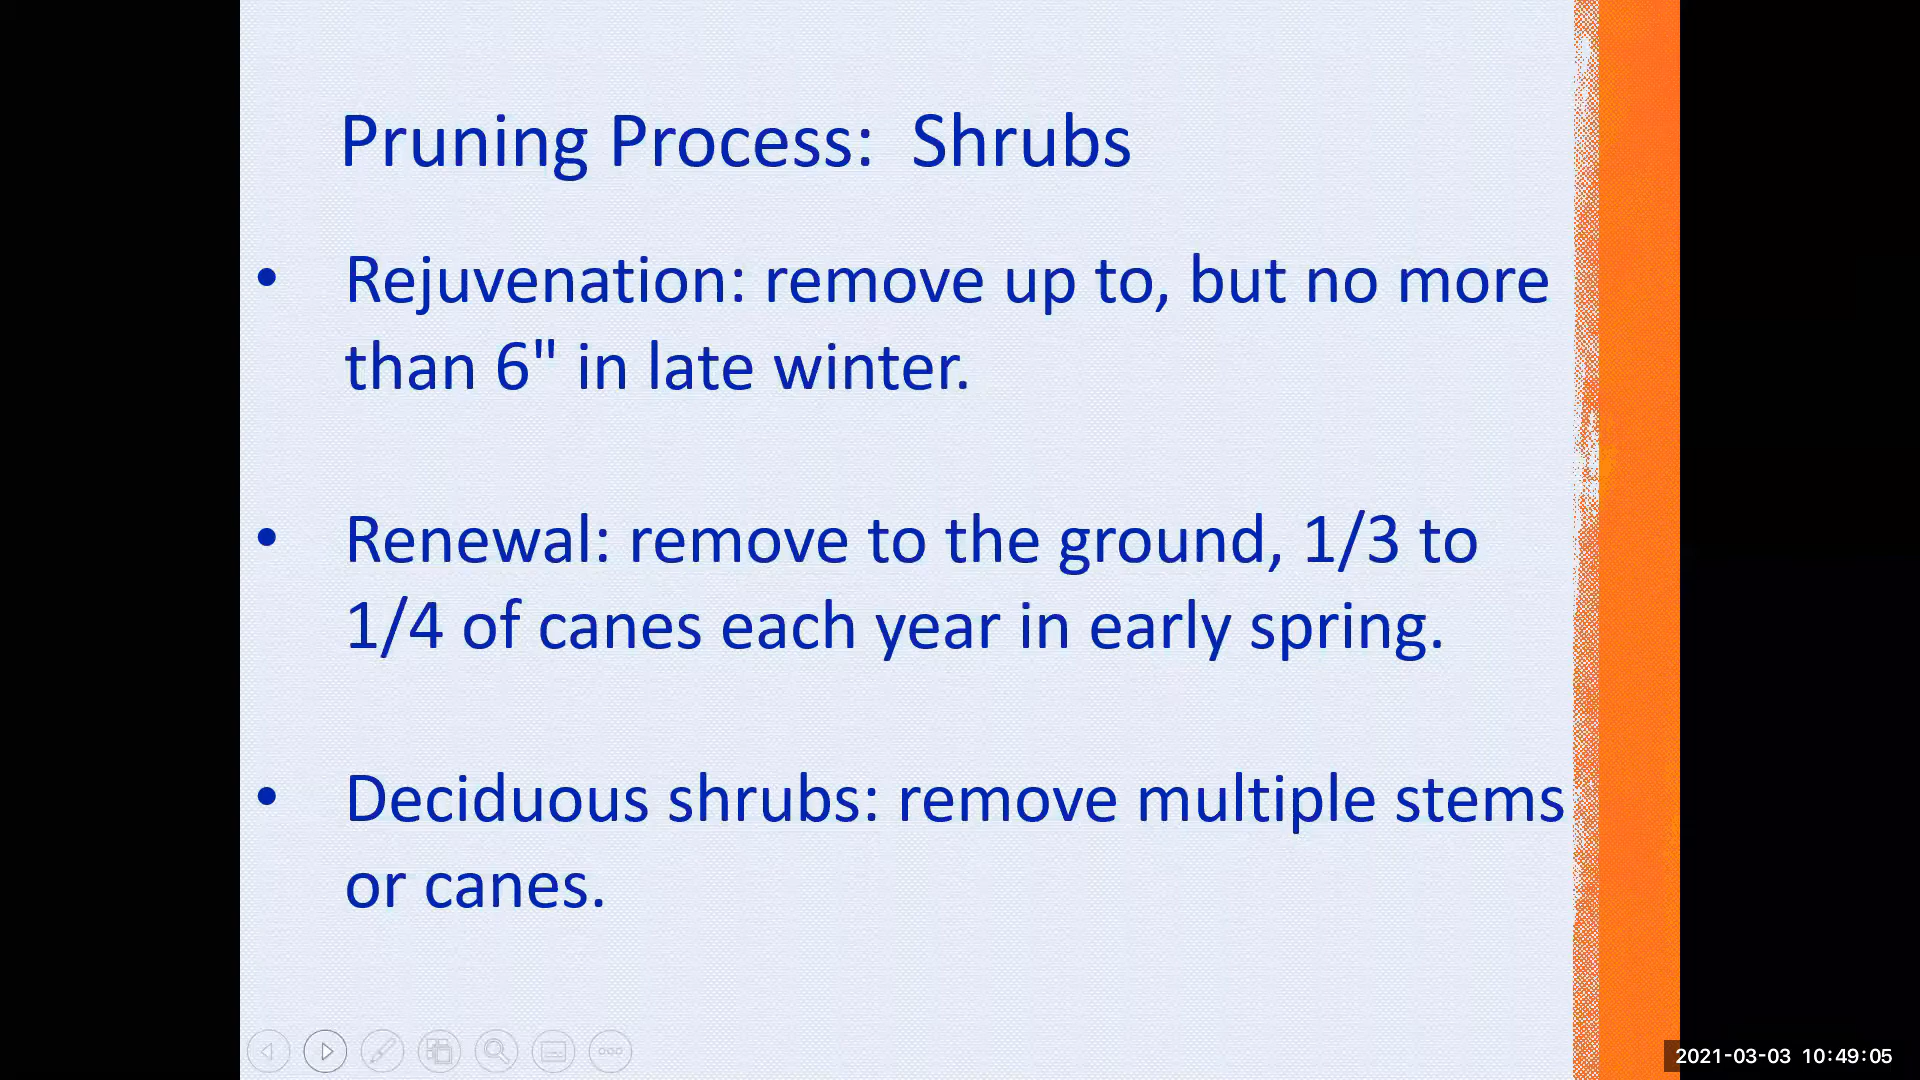 Pruning Process:  Shrubs
• Rejuvenation: remove up to, but no more
than 6" in late winter.
• Renewal: remove to the ground, 1/3 to
1/4 of canes each year in early spring.
• Deciduous shrubs: remove multiple stems
or canes.
2021-03-03 10:49:05